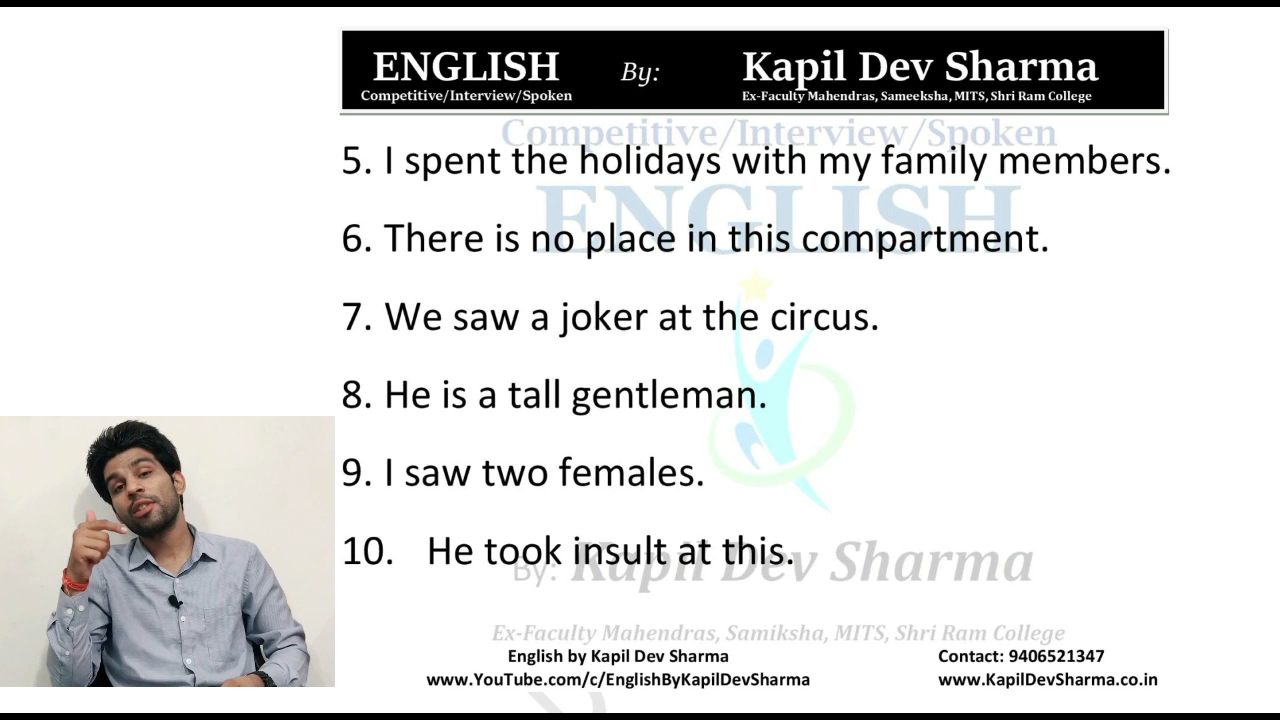 ENGLISH By: Kapil Dev Sharma
Competitive/Interview/Spoken Ex-Faculty Mahendras, Sameeksha, MITS, Shri Ram College
Competitive/Interview/Spoken
5. I spent the holidays with my family members.
ENGLISH
6. There is no place in this compartment.
7. We saw a joker at the circus.
8. He is a tall gentleman.
9. I saw two females.
10. He took insult at this.
By: Kapil Dev Sharma
Ex-Faculty Mahendras, Samiksha, MITS, Shri Ram College
English by Kapil Dev Sharma Contact: 9406521347
www.YouTube.com/c/EnglishByKapilDevSharma www.KapilDevSharma.co.in